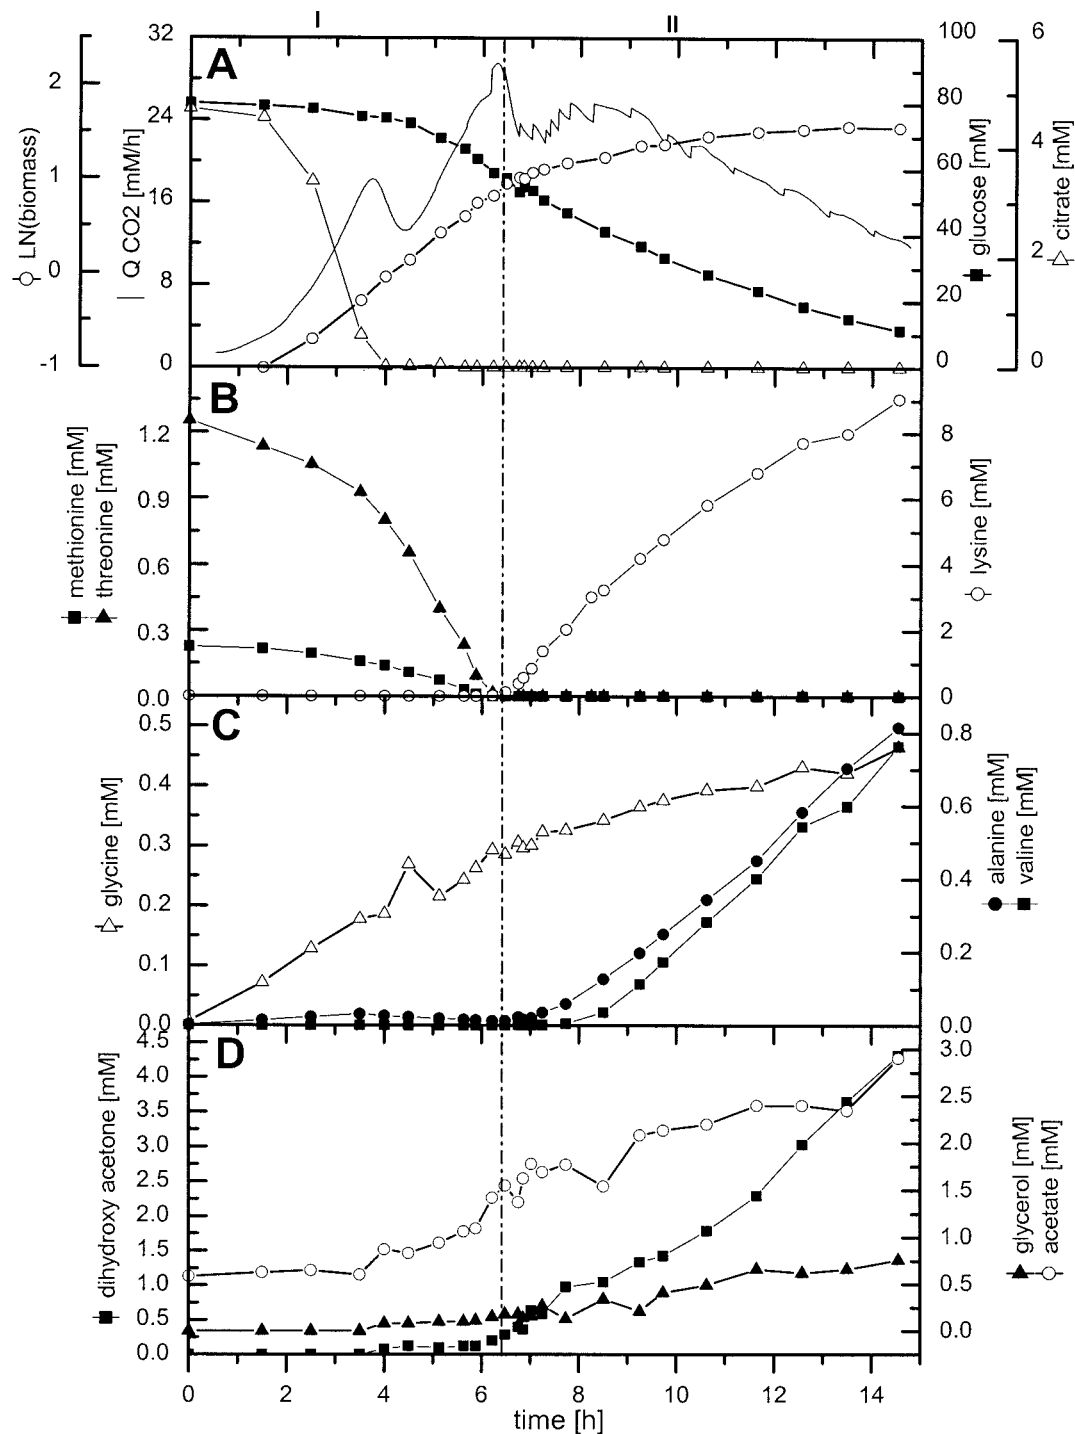 I II
A
LN(biomass)
2
1
0
-1
| Q CO2 [mM/h]
32
24
16
8
0
100
80
60
40
20
0
glucose [mM]
6
4
2
0
citrate [mM]
B
methionine [mM]
threonine [mM]
1.2
0.9
0.6
0.3
0.0
8
6
4
2
0
lysine [mM]
C
glycine [mM]
0.5
0.4
0.3
0.2
0.1
0.0
0.8
0.6
0.4
0.2
0.0
alanine [mM]
valine [mM]
D
dihydroxy acetone [mM]
4.5
4.0
3.5
3.0
2.5
2.0
1.5
1.0
0.5
0.0
3.0
2.5
2.0
1.5
1.0
0.5
0.0
glycerol [mM]
acetate [mM]
0 2 4 6 8 10 12 14
time [h]